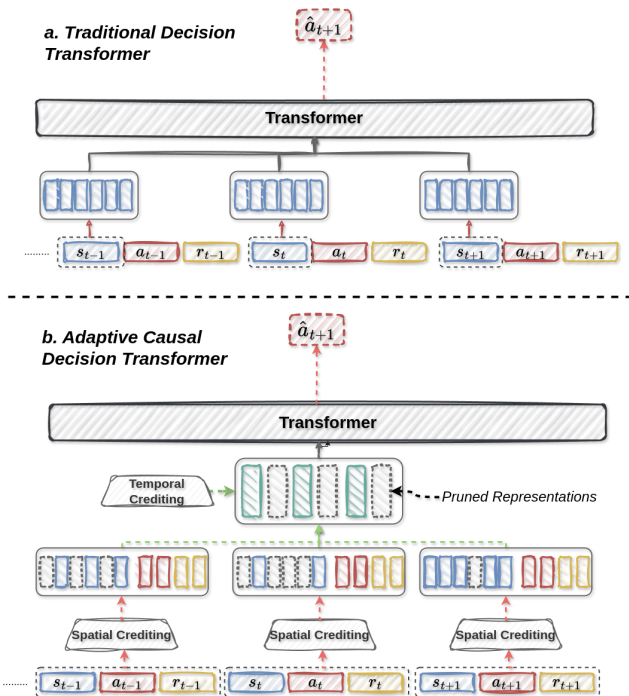 a. Traditional Decision
Transformer
â_{t+1}
Transformer
......... s_{t-1} a_{t-1} r_{t-1} s_t a_t r_t s_{t+1} a_{t+1} r_{t+1}
b. Adaptive Causal
Decision Transformer
â_{t+1}
Transformer
Temporal
Crediting
Pruned Representations
Spatial Crediting Spatial Crediting Spatial Crediting
......... s_{t-1} a_{t-1} r_{t-1} s_t a_t r_t s_{t+1} a_{t+1} r_{t+1}